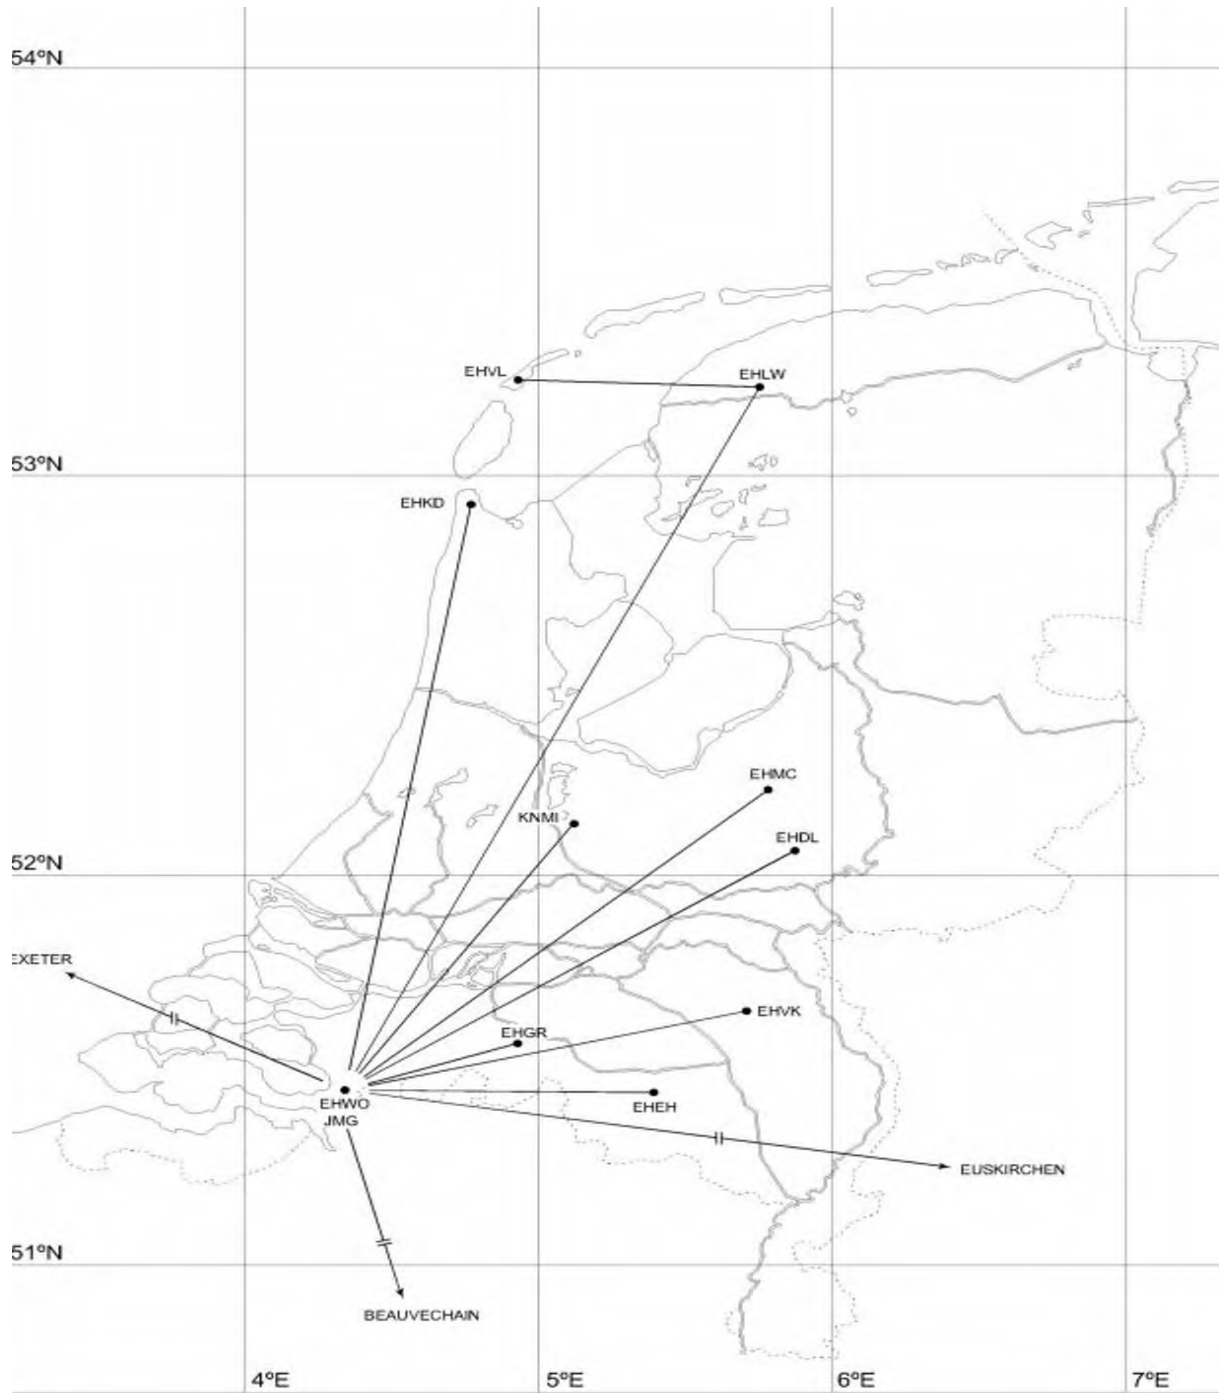 54ºN
EHVL
EHLW
53ºN
EHKD
EHMC
KNMI
EHDL
52ºN
EXETER
EHVK
EHGR
EHWO
JMG
EHEH
EUSKIRCHEN
51ºN
BEAUVECHAIN
4ºE
5ºE
6ºE
7ºE